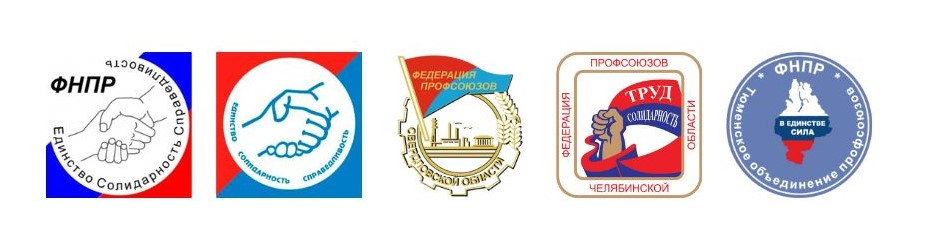 ФНПР
Единство Солидарность Справедливость
ЕДИНСТВО СОЛИДАРНОСТЬ СПРАВЕДЛИВОСТЬ
ФЕДЕРАЦИЯ
ПРОФСОЮЗОВ
СВЕРДЛОВСКОЙ ОБЛАСТИ
ФЕДЕРАЦИЯ
ПРОФСОЮЗОВ
ЧЕЛЯБИНСКОЙ
ОБЛАСТИ
ТРУД
СОЛИДАРНОСТЬ
* ФНПР *
Тюменское объединение профсоюзов
В ЕДИНСТВЕ
СИЛА